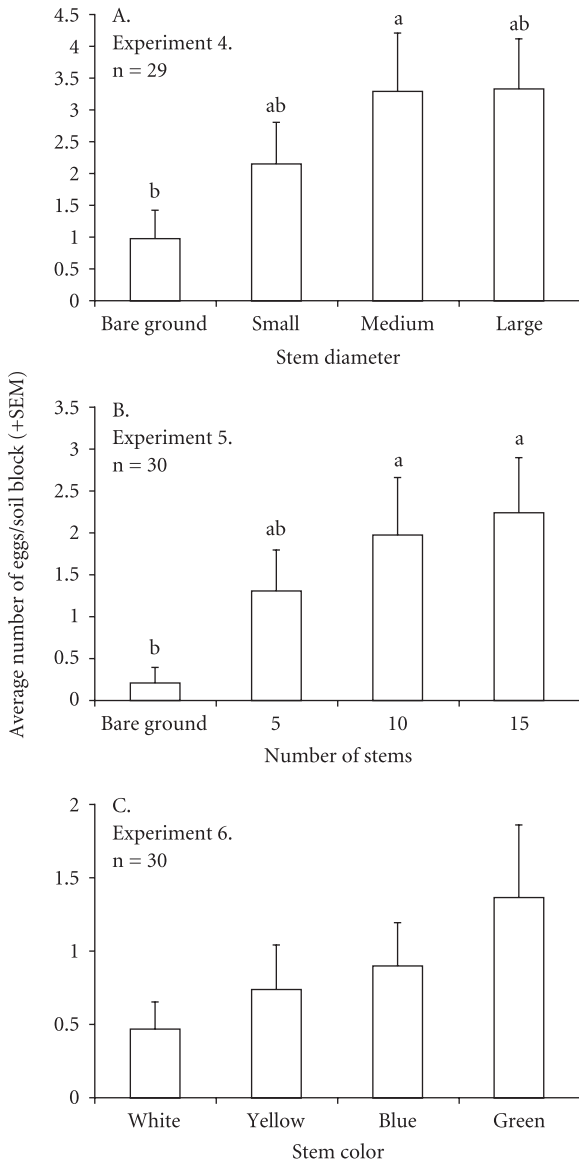 Average number of eggs/soil block (+SEM)
A.
Experiment 4.
n = 29
4.5
4
3.5
3
2.5
2
1.5
1
0.5
0
b
ab
a
ab
Bare ground Small Medium Large
Stem diameter
B.
Experiment 5.
n = 30
3.5
3
2.5
2
1.5
1
0.5
0
b
ab
a
a
Bare ground 5 10 15
Number of stems
C.
Experiment 6.
n = 30
2
1.5
1
0.5
0
White Yellow Blue Green
Stem color